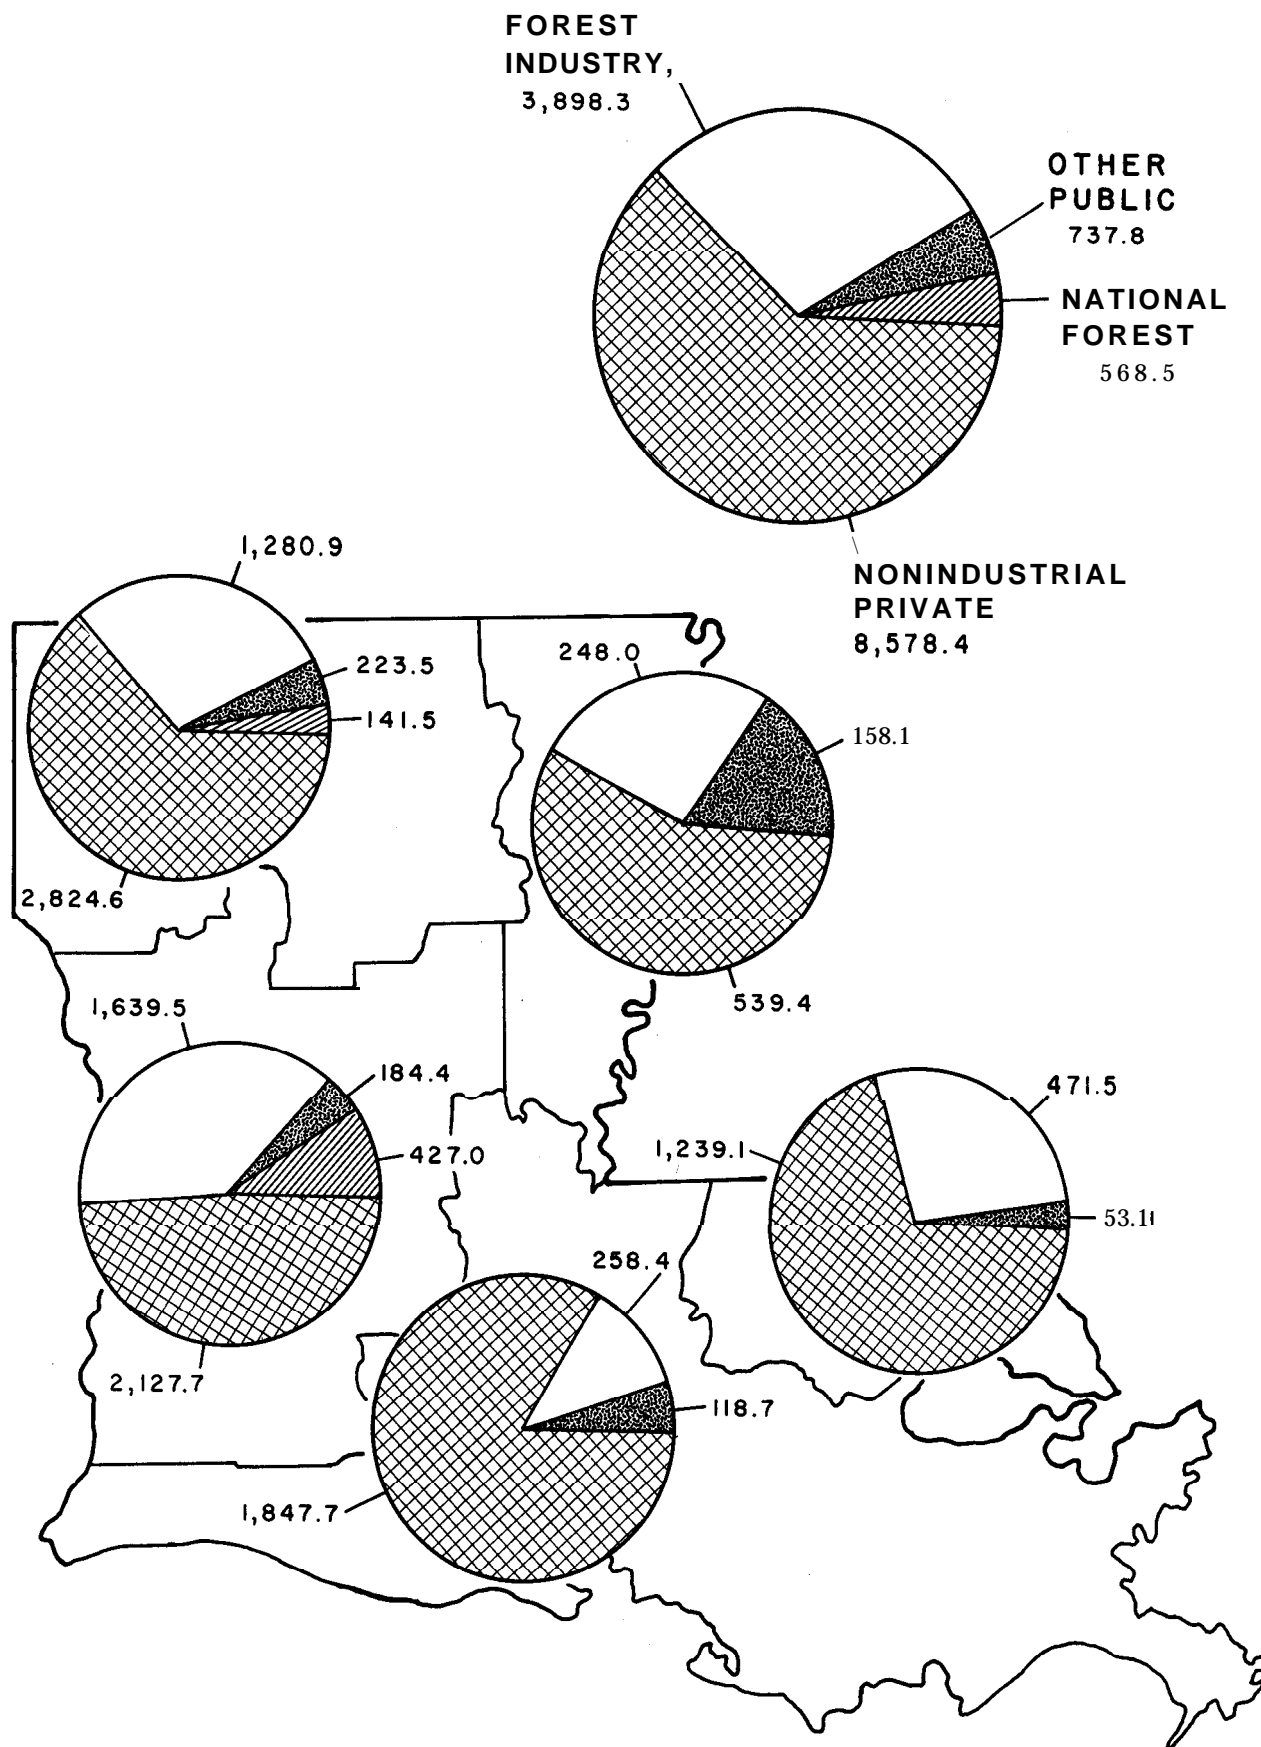 FOREST
INDUSTRY,
3,898.3
OTHER
PUBLIC
737.8
NATIONAL
FOREST
568.5
NONINDUSTRIAL
PRIVATE
8,578.4
1,280.9
223.5
141.5
2,824.6
248.0
158.1
539.4
1,639.5
184.4
427.0
2,127.7
471.5
1,239.1
53.1
258.4
118.7
1,847.7